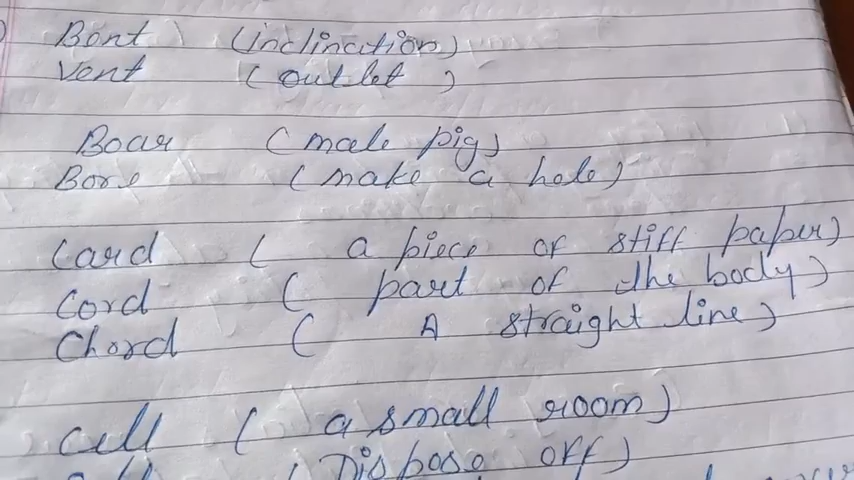 Bent (inclination)
Vent (outlet)
Boar (male pig)
Bore (make a hole)
Card ( a piece of stiff paper)
Cord ( part of the body)
Chord ( A straight line)
Cell ( a small room)
(Dispose off)